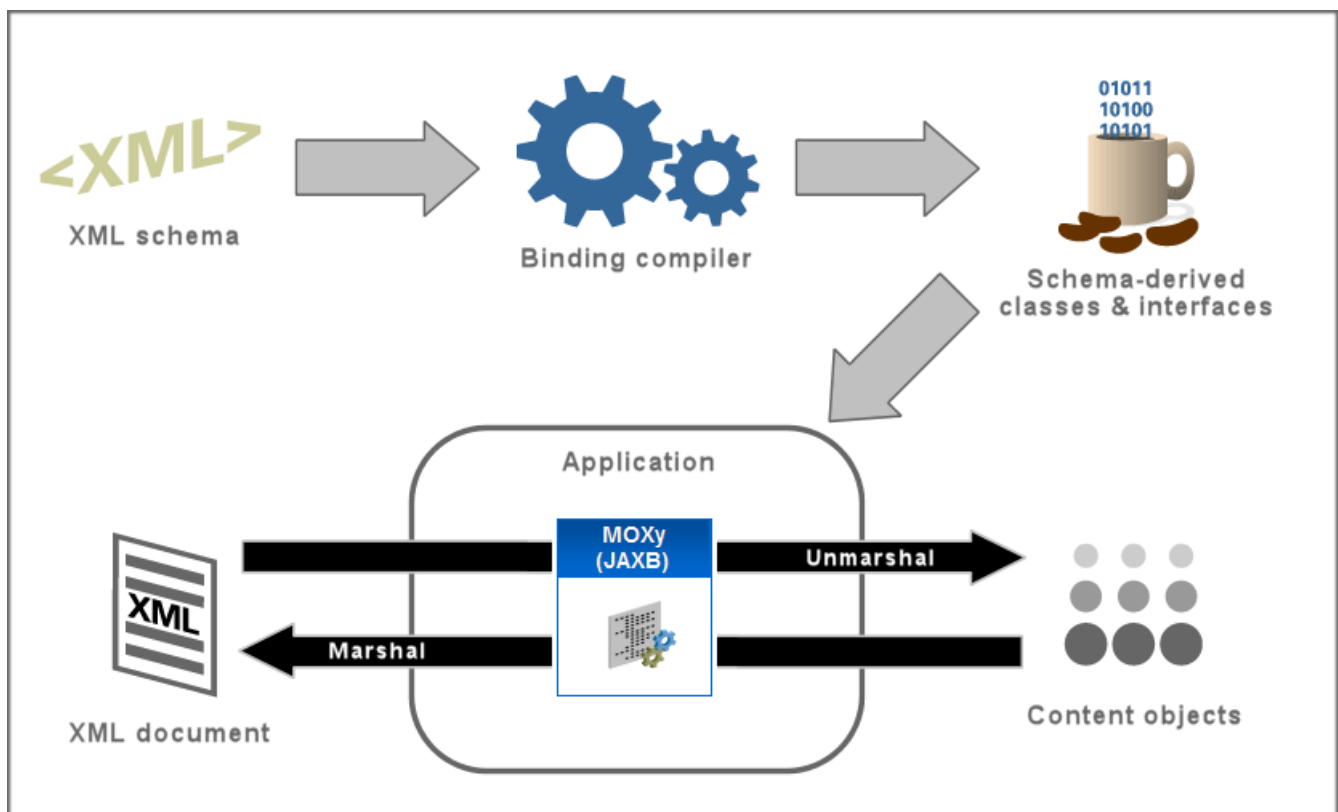 <XML>
XML schema
Binding compiler
01011
10100
10101
Schema-derived
classes & interfaces
Application
MOXy
(JAXB)
Unmarshal
Marshal
XML
XML document
Content objects